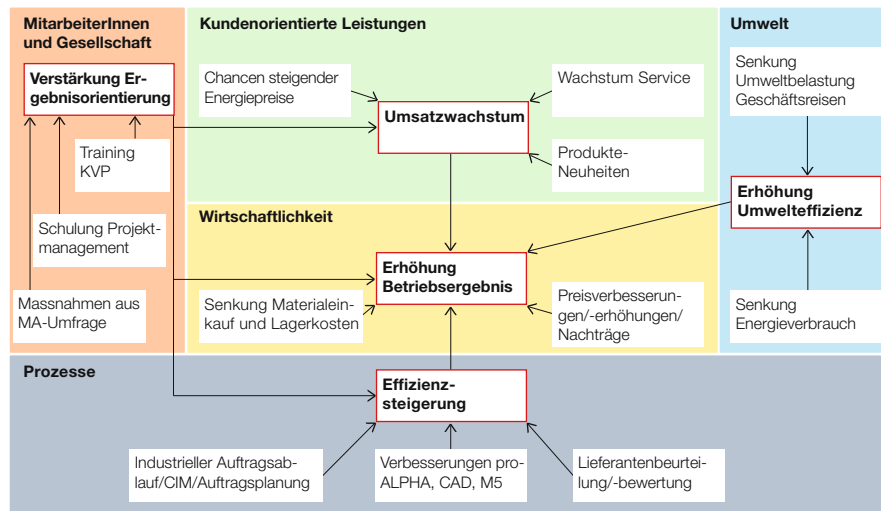 MitarbeiterInnen
und Gesellschaft
Verstärkung Er-
gebnisorientierung
Training
KVP
Schulung Projekt-
management
Massnahmen aus
MA-Umfrage
Kundenorientierte Leistungen
Chancen steigender
Energiepreise
Wachstum Service
Umsatzwachstum
Produkte-
Neuheiten
Umwelt
Senkung
Umweltbelastung
Geschäftsreisen
Erhöhung
Umwelteffizienz
Senkung
Energieverbrauch
Wirtschaftlichkeit
Erhöhung
Betriebsergebnis
Senkung Materialein-
kauf und Lagerkosten
Preisverbesserun-
gen/-erhöhungen/
Nachträge
Prozesse
Effizienz-
steigerung
Industrieller Auftragsab-
lauf/CIM/Auftragsplanung
Verbesserungen pro-
ALPHA, CAD, M5
Lieferantenbeurtei-
lung/-bewertung